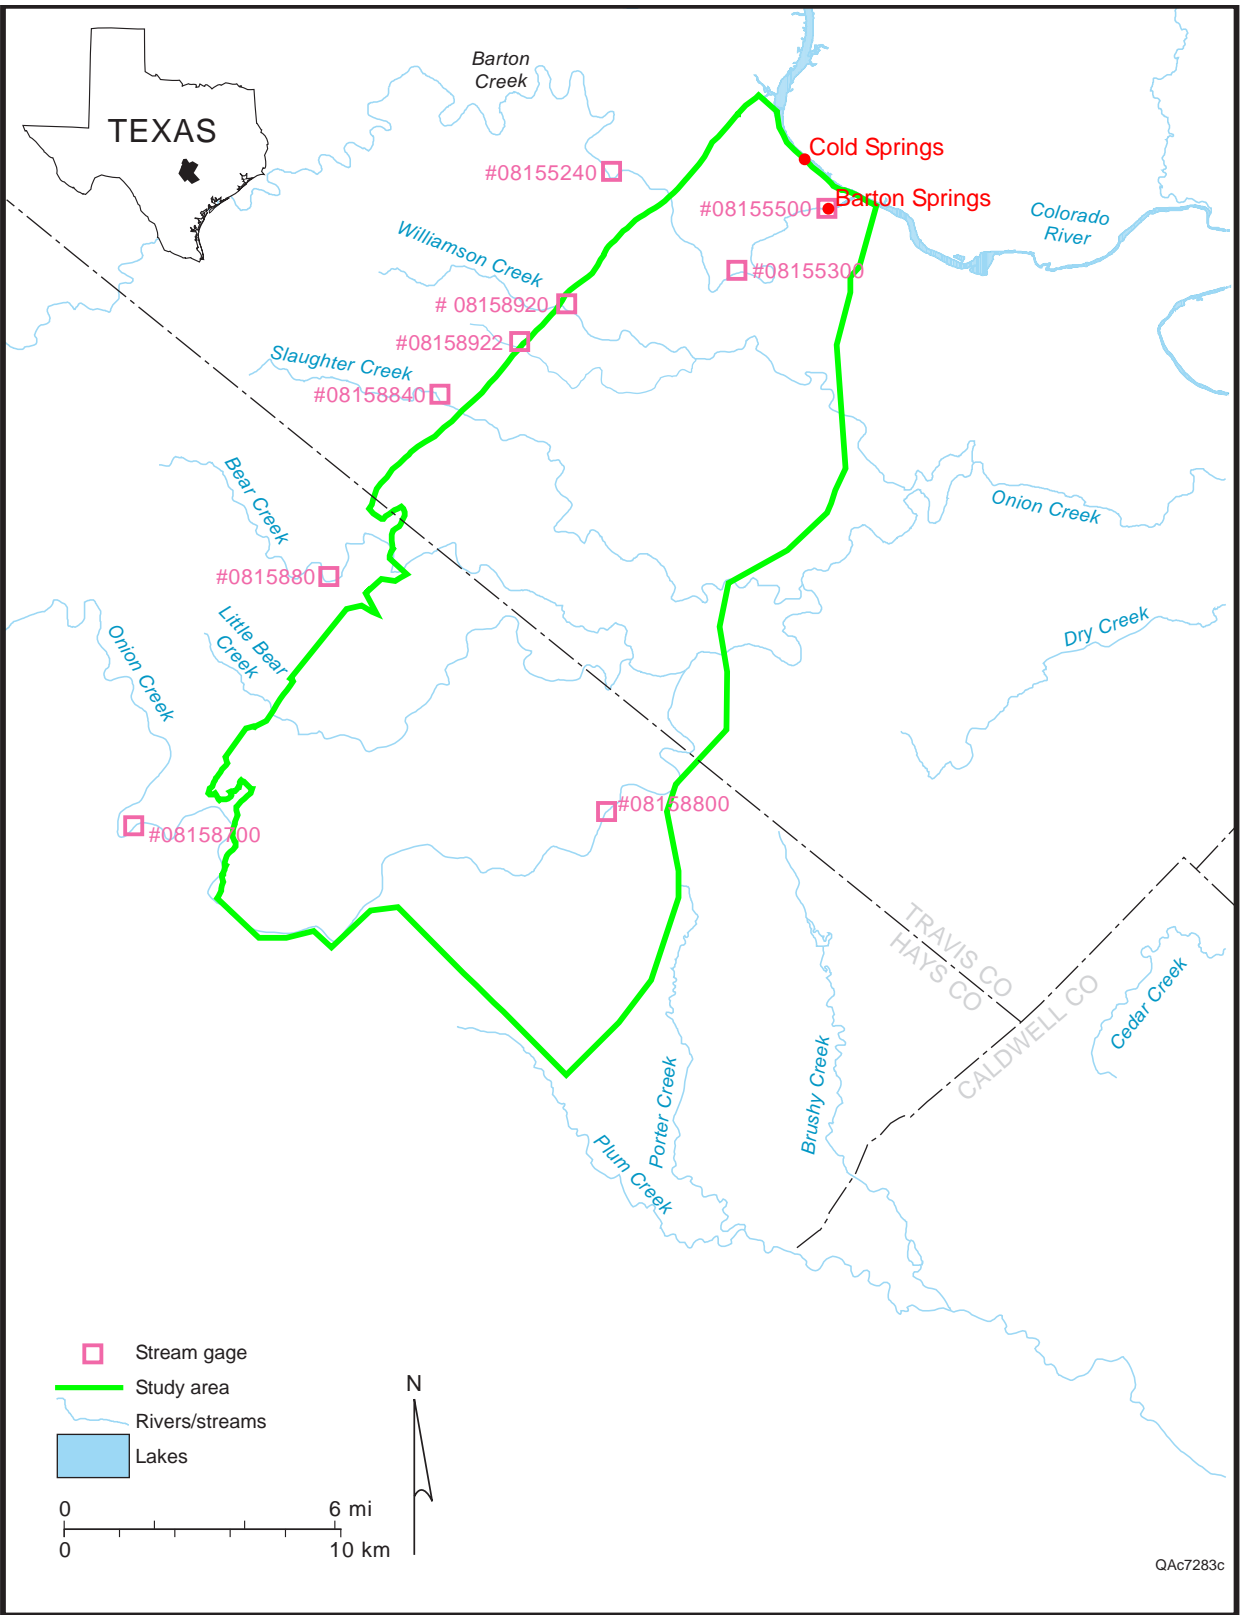 Barton
Creek
TEXAS
Cold Springs
#08155240
Barton Springs
#08155500
Colorado
River
Williamson Creek
#08155300
# 08158920
#08158922
Slaughter Creek
#08158840
Bear Creek
Onion Creek
#0815880
Little Bear
Creek
Dry Creek
Onion Creek
#08158800
#08158700
TRAVIS CO
HAYS CO
CALDWELL CO
Cedar Creek
Brushy Creek
Porter Creek
Plum Creek
Stream gage
Study area
Rivers/streams
Lakes
N
0 6 mi
0 10 km
QAc7283c